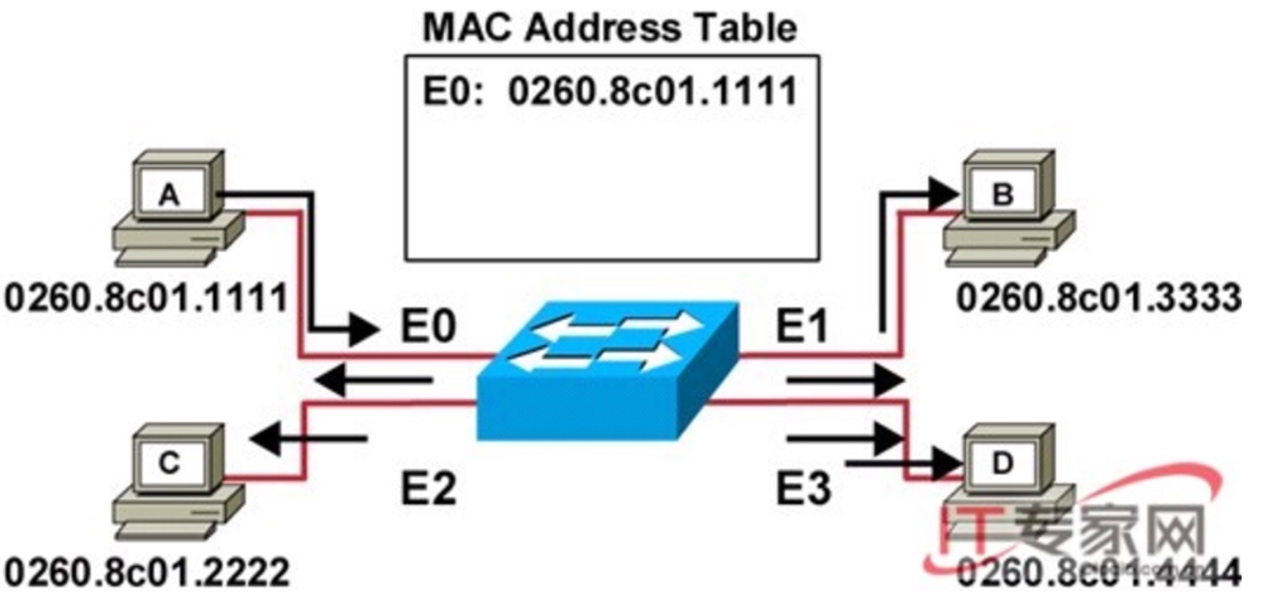 MAC Address Table
E0: 0260.8c01.1111
A
B
0260.8c01.1111
0260.8c01.3333
E0
E1
C
D
E2
E3
IT专家网
0260.8c01.2222
0260.8c01.4444